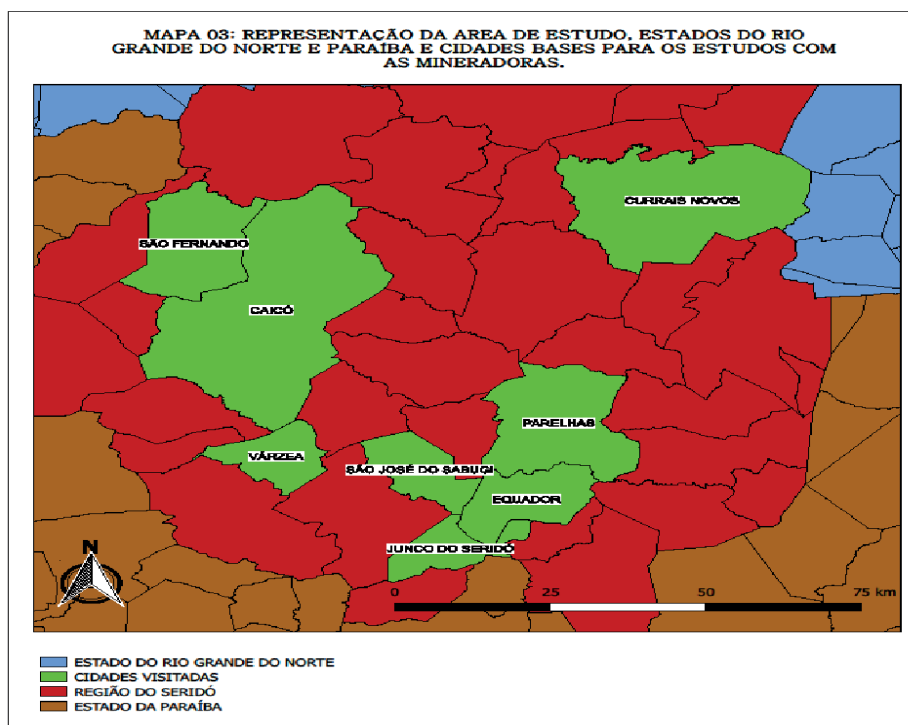 MAPA 03: REPRESENTAÇÃO DA AREA DE ESTUDO, ESTADOS DO RIO
GRANDE DO NORTE E PARAÍBA E CIDADES BASES PARA OS ESTUDOS COM
AS MINERADORAS.
CURRAIS NOVOS
SÃO FERNANDO
CAICÓ
PARELHAS
VÁRZEA
SÃO JOSÉ DO SABUGI
EQUADOR
JUNCO DO SERIDÓ
N
0 25 50 75 km
ESTADO DO RIO GRANDE DO NORTE
CIDADES VISITADAS
REGIÃO DO SERIDÓ
ESTADO DA PARAÍBA